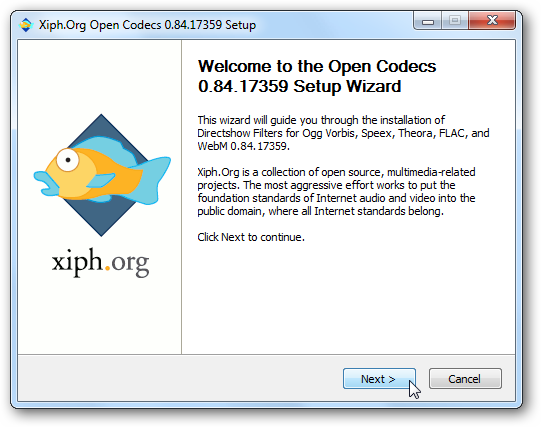 Xiph.Org Open Codecs 0.84.17359 Setup
Welcome to the Open Codecs
0.84.17359 Setup Wizard
This wizard will guide you through the installation of
Directshow Filters for Ogg Vorbis, Speex, Theora, FLAC, and
WebM 0.84.17359.
Xiph.Org is a collection of open source, multimedia-related
projects. The most aggressive effort works to put the
foundation standards of Internet audio and video into the
public domain, where all Internet standards belong.
Click Next to continue.
xiph.org
Next >
Cancel